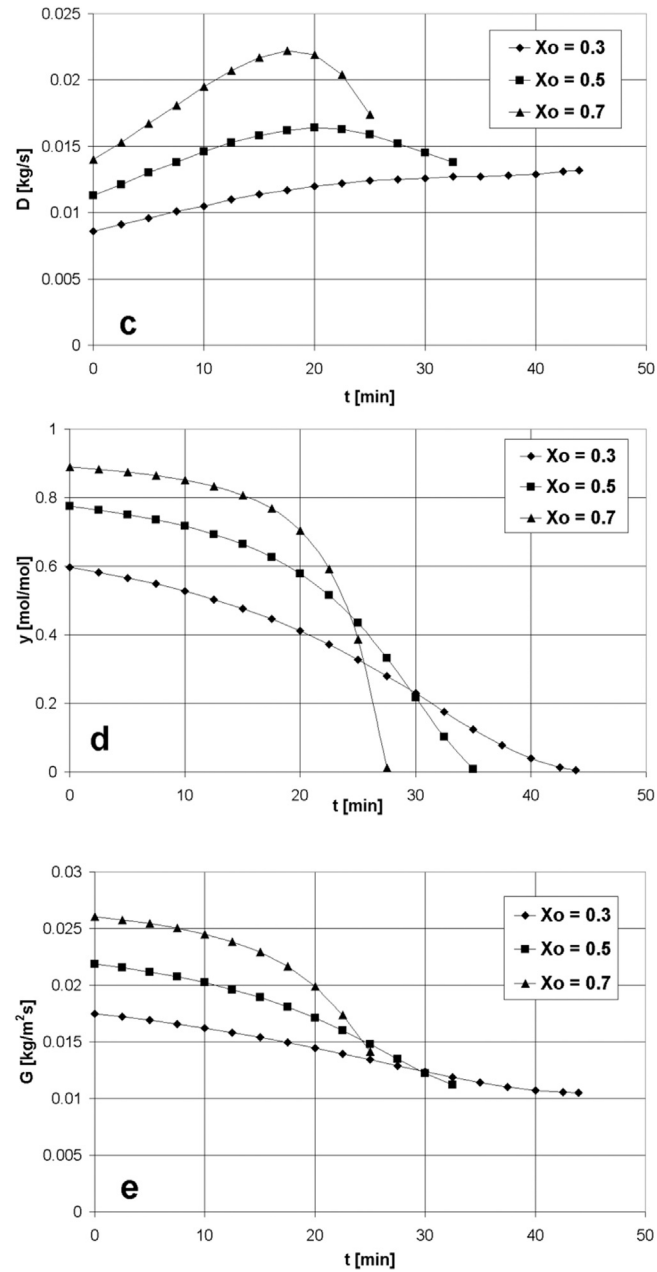 0.025
0.02
0.015
0.01
0.005
0
D [kg/s]
Xo = 0.3
Xo = 0.5
Xo = 0.7
c
0 10 20 30 40 50
t [min]
1
0.8
0.6
0.4
0.2
0
y [mol/mol]
Xo = 0.3
Xo = 0.5
Xo = 0.7
d
0 10 20 30 40 50
t [min]
0.03
0.025
0.02
0.015
0.01
0.005
0
G [kg/m²s]
Xo = 0.3
Xo = 0.5
Xo = 0.7
e
0 10 20 30 40 50
t [min]